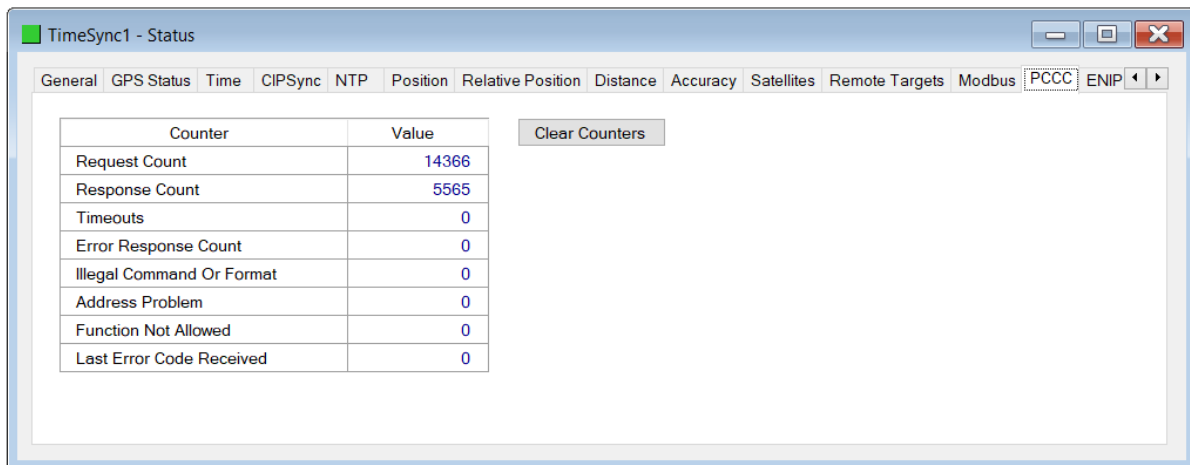 TimeSync1 - Status
General GPS Status Time CIPSync NTP Position Relative Position Distance Accuracy Satellites Remote Targets Modbus PCCC ENIP
Counter Value Clear Counters
Request Count 14366
Response Count 5565
Timeouts 0
Error Response Count 0
Illegal Command Or Format 0
Address Problem 0
Function Not Allowed 0
Last Error Code Received 0